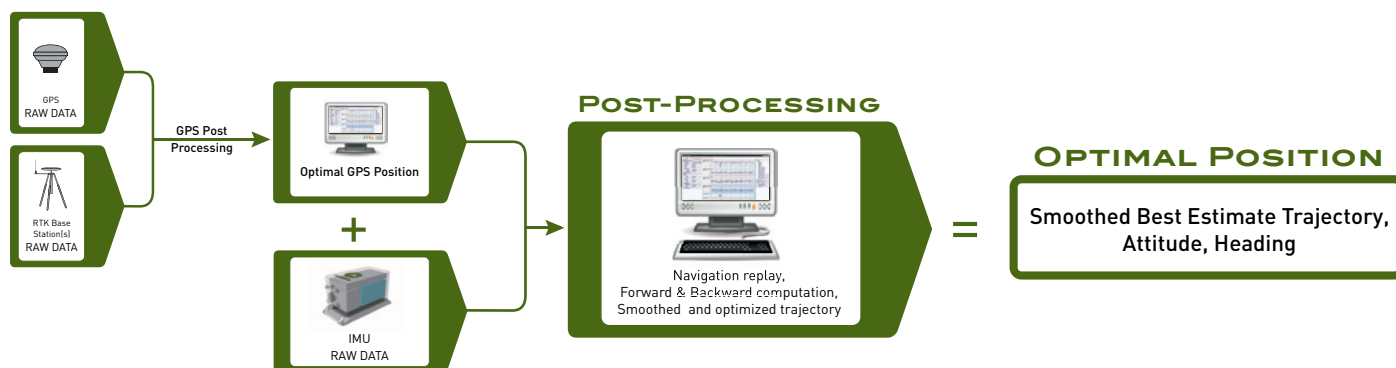 GPS
RAW DATA
RTK Base
Station(s)
RAW DATA
GPS Post
Processing
Optimal GPS Position
+
IMU
RAW DATA
POST-PROCESSING
Navigation replay,
Forward & Backward computation,
Smoothed and optimized trajectory
=
OPTIMAL POSITION
Smoothed Best Estimate Trajectory,
Attitude, Heading